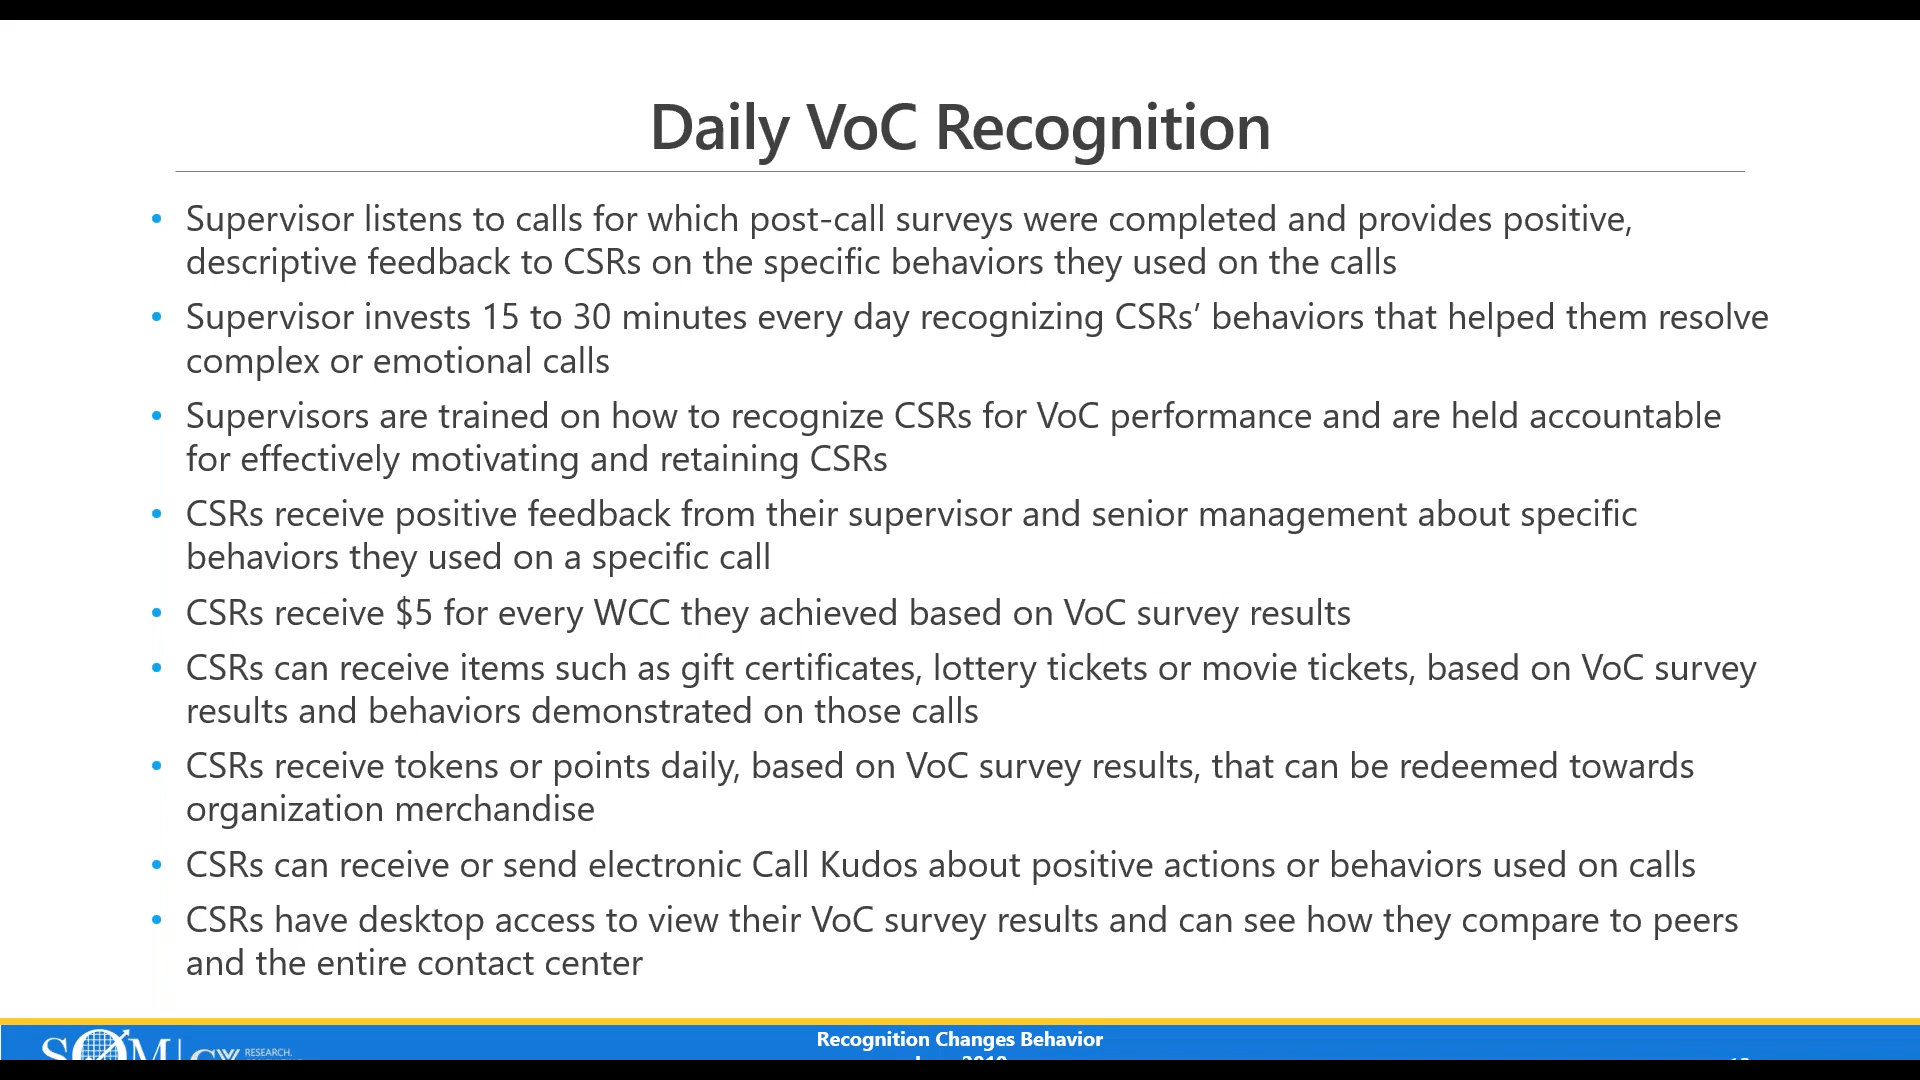 Daily VoC Recognition
• Supervisor listens to calls for which post-call surveys were completed and provides positive,
descriptive feedback to CSRs on the specific behaviors they used on the calls
• Supervisor invests 15 to 30 minutes every day recognizing CSRs’ behaviors that helped them resolve
complex or emotional calls
• Supervisors are trained on how to recognize CSRs for VoC performance and are held accountable
for effectively motivating and retaining CSRs
• CSRs receive positive feedback from their supervisor and senior management about specific
behaviors they used on a specific call
• CSRs receive $5 for every WCC they achieved based on VoC survey results
• CSRs can receive items such as gift certificates, lottery tickets or movie tickets, based on VoC survey
results and behaviors demonstrated on those calls
• CSRs receive tokens or points daily, based on VoC survey results, that can be redeemed towards
organization merchandise
• CSRs can receive or send electronic Call Kudos about positive actions or behaviors used on calls
• CSRs have desktop access to view their VoC survey results and can see how they compare to peers
and the entire contact center
SQM
RESEARCH.
Recognition Changes Behavior